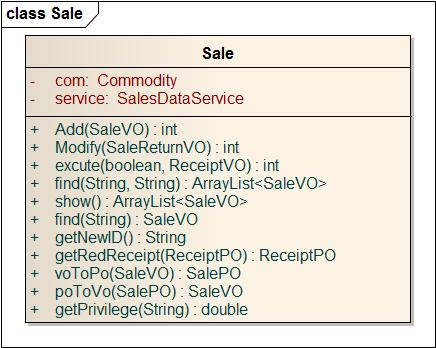 class Sale
Sale
- com: Commodity
- service: SalesDataService
+ Add(SaleVO) : int
+ Modify(SaleReturnVO) : int
+ excute(boolean, ReceiptVO) : int
+ find(String, String) : ArrayList<SaleVO>
+ show() : ArrayList<SaleVO>
+ find(String) : SaleVO
+ getNewID() : String
+ getRedReceipt(ReceiptPO) : ReceiptPO
+ voToPo(SaleVO) : SalePO
+ poToVo(SalePO) : SaleVO
+ getPrivilege(String) : double